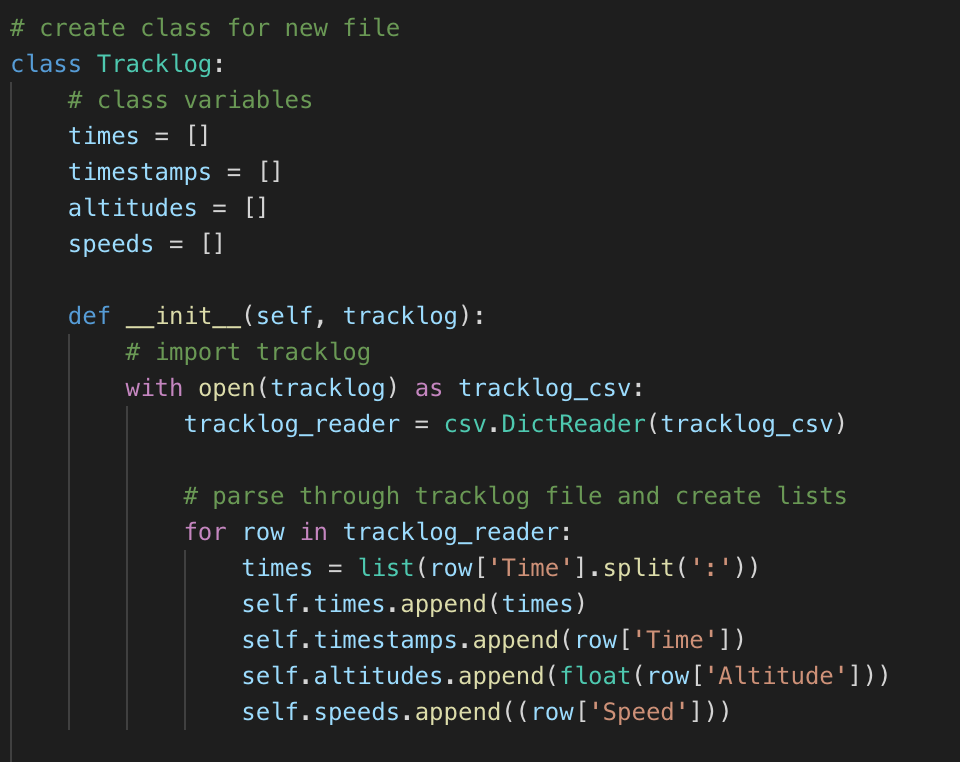 # create class for new file
class Tracklog:
    # class variables
    times = []
    timestamps = []
    altitudes = []
    speeds = []

    def __init__(self, tracklog):
        # import tracklog
        with open(tracklog) as tracklog_csv:
            tracklog_reader = csv.DictReader(tracklog_csv)

            # parse through tracklog file and create lists
            for row in tracklog_reader:
                times = list(row['Time'].split(':'))
                self.times.append(times)
                self.timestamps.append(row['Time'])
                self.altitudes.append(float(row['Altitude']))
                self.speeds.append((row['Speed']))